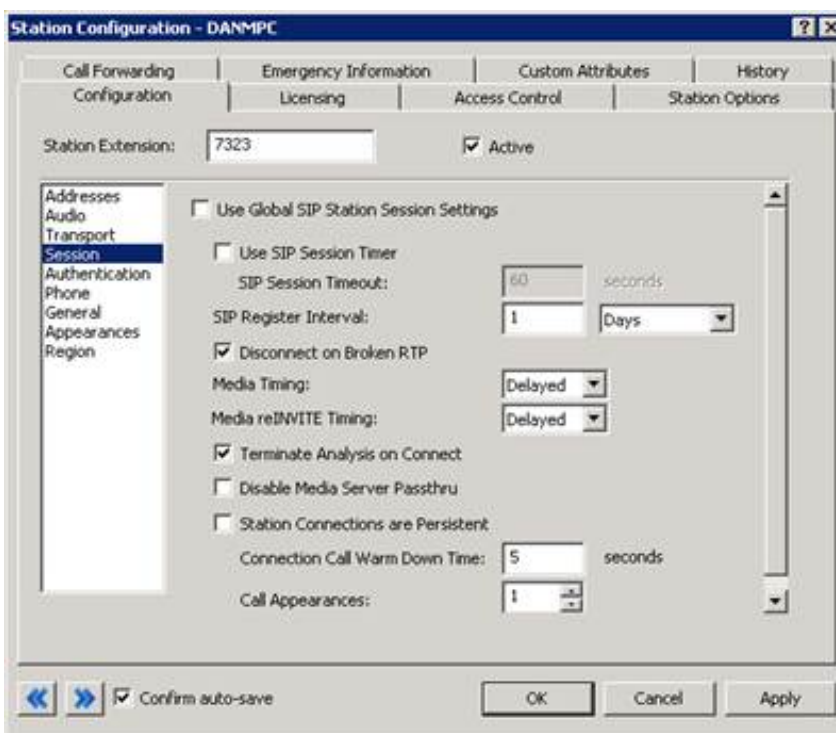 Station Configuration - DANMPC
Call Forwarding Emergency Information Custom Attributes History
Configuration Licensing Access Control Station Options
Station Extension: 7323 Active
Addresses
Audio
Transport
Session
Authentication
Phone
General
Appearances
Region
Use Global SIP Station Session Settings
Use SIP Session Timer
SIP Session Timeout: 60 seconds
SIP Register Interval: 1 Days
Disconnect on Broken RTP
Media Timing: Delayed
Media reINVITE Timing: Delayed
Terminate Analysis on Connect
Disable Media Server Passthru
Station Connections are Persistent
Connection Call Warm Down Time: 5 seconds
Call Appearances: 1
Confirm auto-save OK Cancel Apply